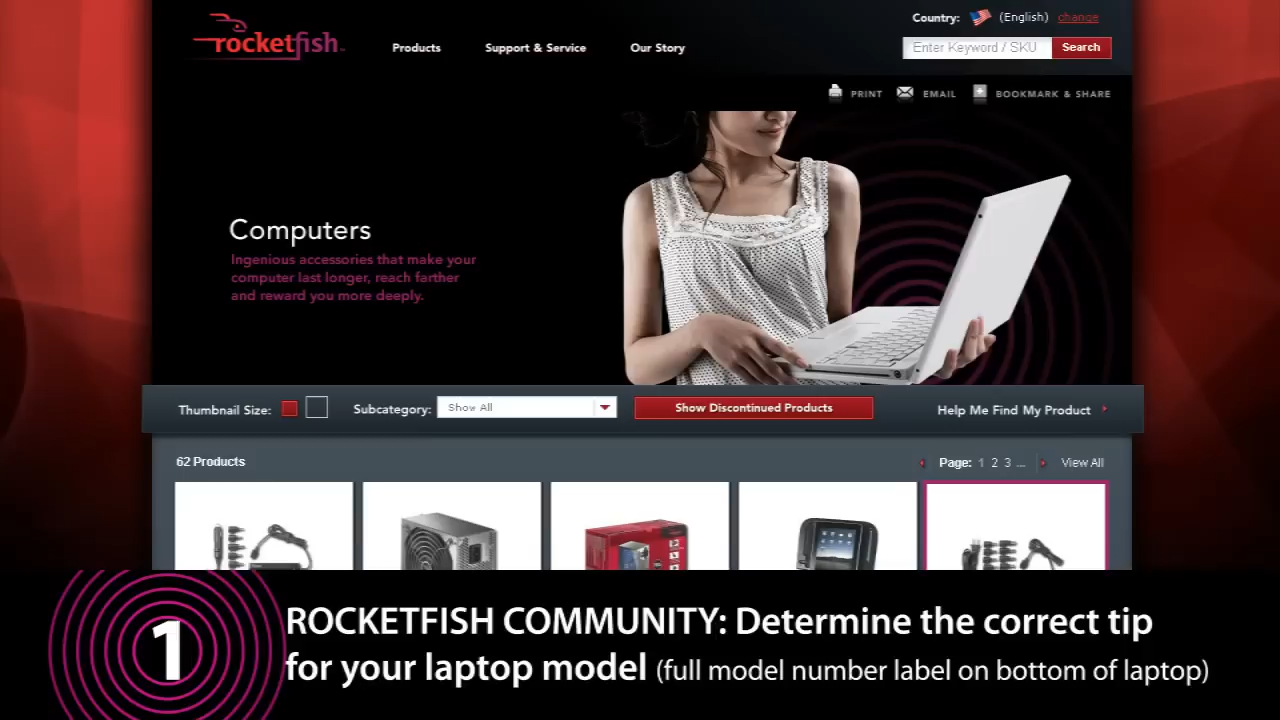 rocketfish
Products
Support & Service
Our Story
Country: (English) change
Enter Keyword / SKU
Search
PRINT
EMAIL
BOOKMARK & SHARE
Computers
Ingenious accessories that make your
computer last longer, reach farther
and reward you more deeply.
Thumbnail Size:
Subcategory: Show All
Show Discontinued Products
Help Me Find My Product
62 Products
Page: 1 2 3 ...
View All
1
ROCKETFISH COMMUNITY: Determine the correct tip
for your laptop model (full model number label on bottom of laptop)